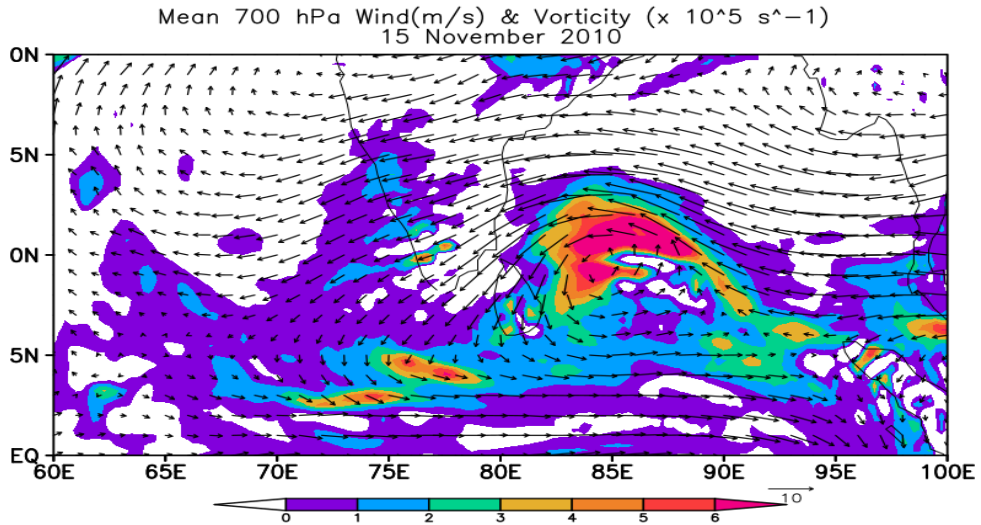 Mean 700 hPa Wind(m/s) & Vorticity (x 10^5 s^-1)
15 November 2010
0N
5N
0N
5N
EQ
60E 65E 70E 75E 80E 85E 90E 95E 100E
10
0 1 2 3 4 5 6